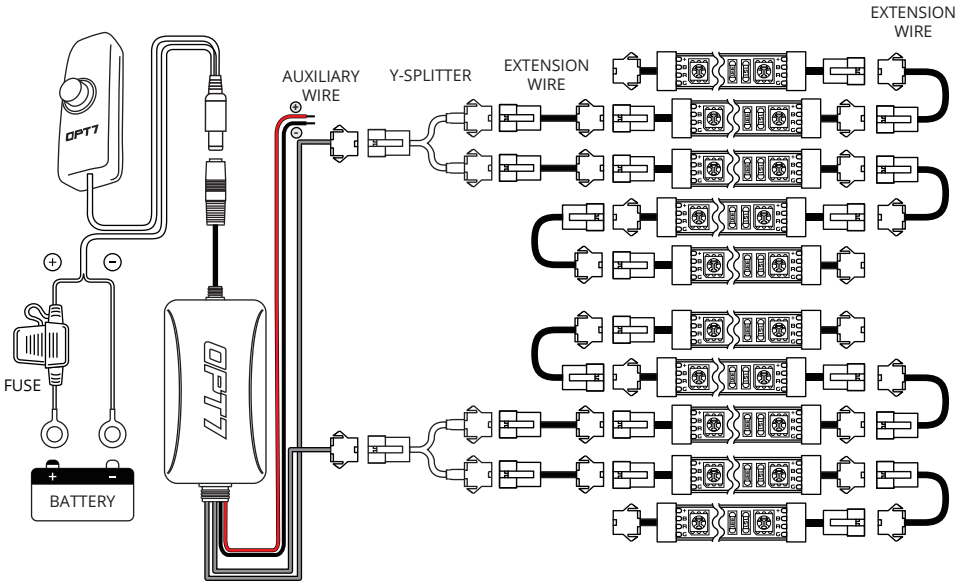 EXTENSION
WIRE
AUXILIARY
WIRE
Y-SPLITTER
EXTENSION
WIRE
OPT7
+
−
+
−
FUSE
OPT7
+
−
BATTERY